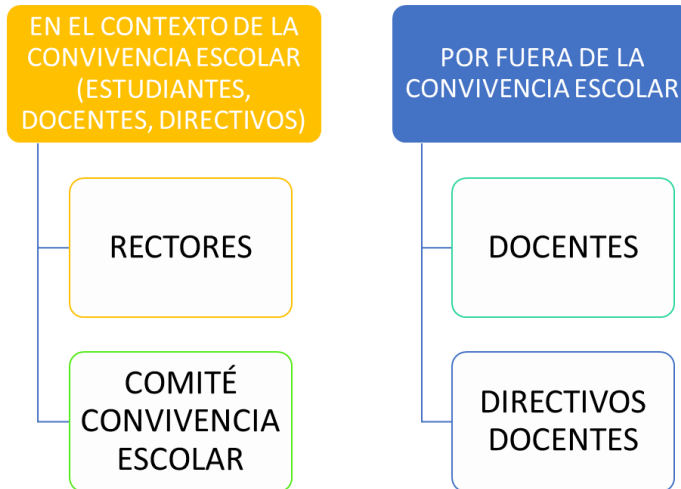 EN EL CONTEXTO DE LA
CONVIVENCIA ESCOLAR
(ESTUDIANTES,
DOCENTES, DIRECTIVOS)
RECTORES
COMITÉ
CONVIVENCIA
ESCOLAR
POR FUERA DE LA
CONVIVENCIA ESCOLAR
DOCENTES
DIRECTIVOS
DOCENTES